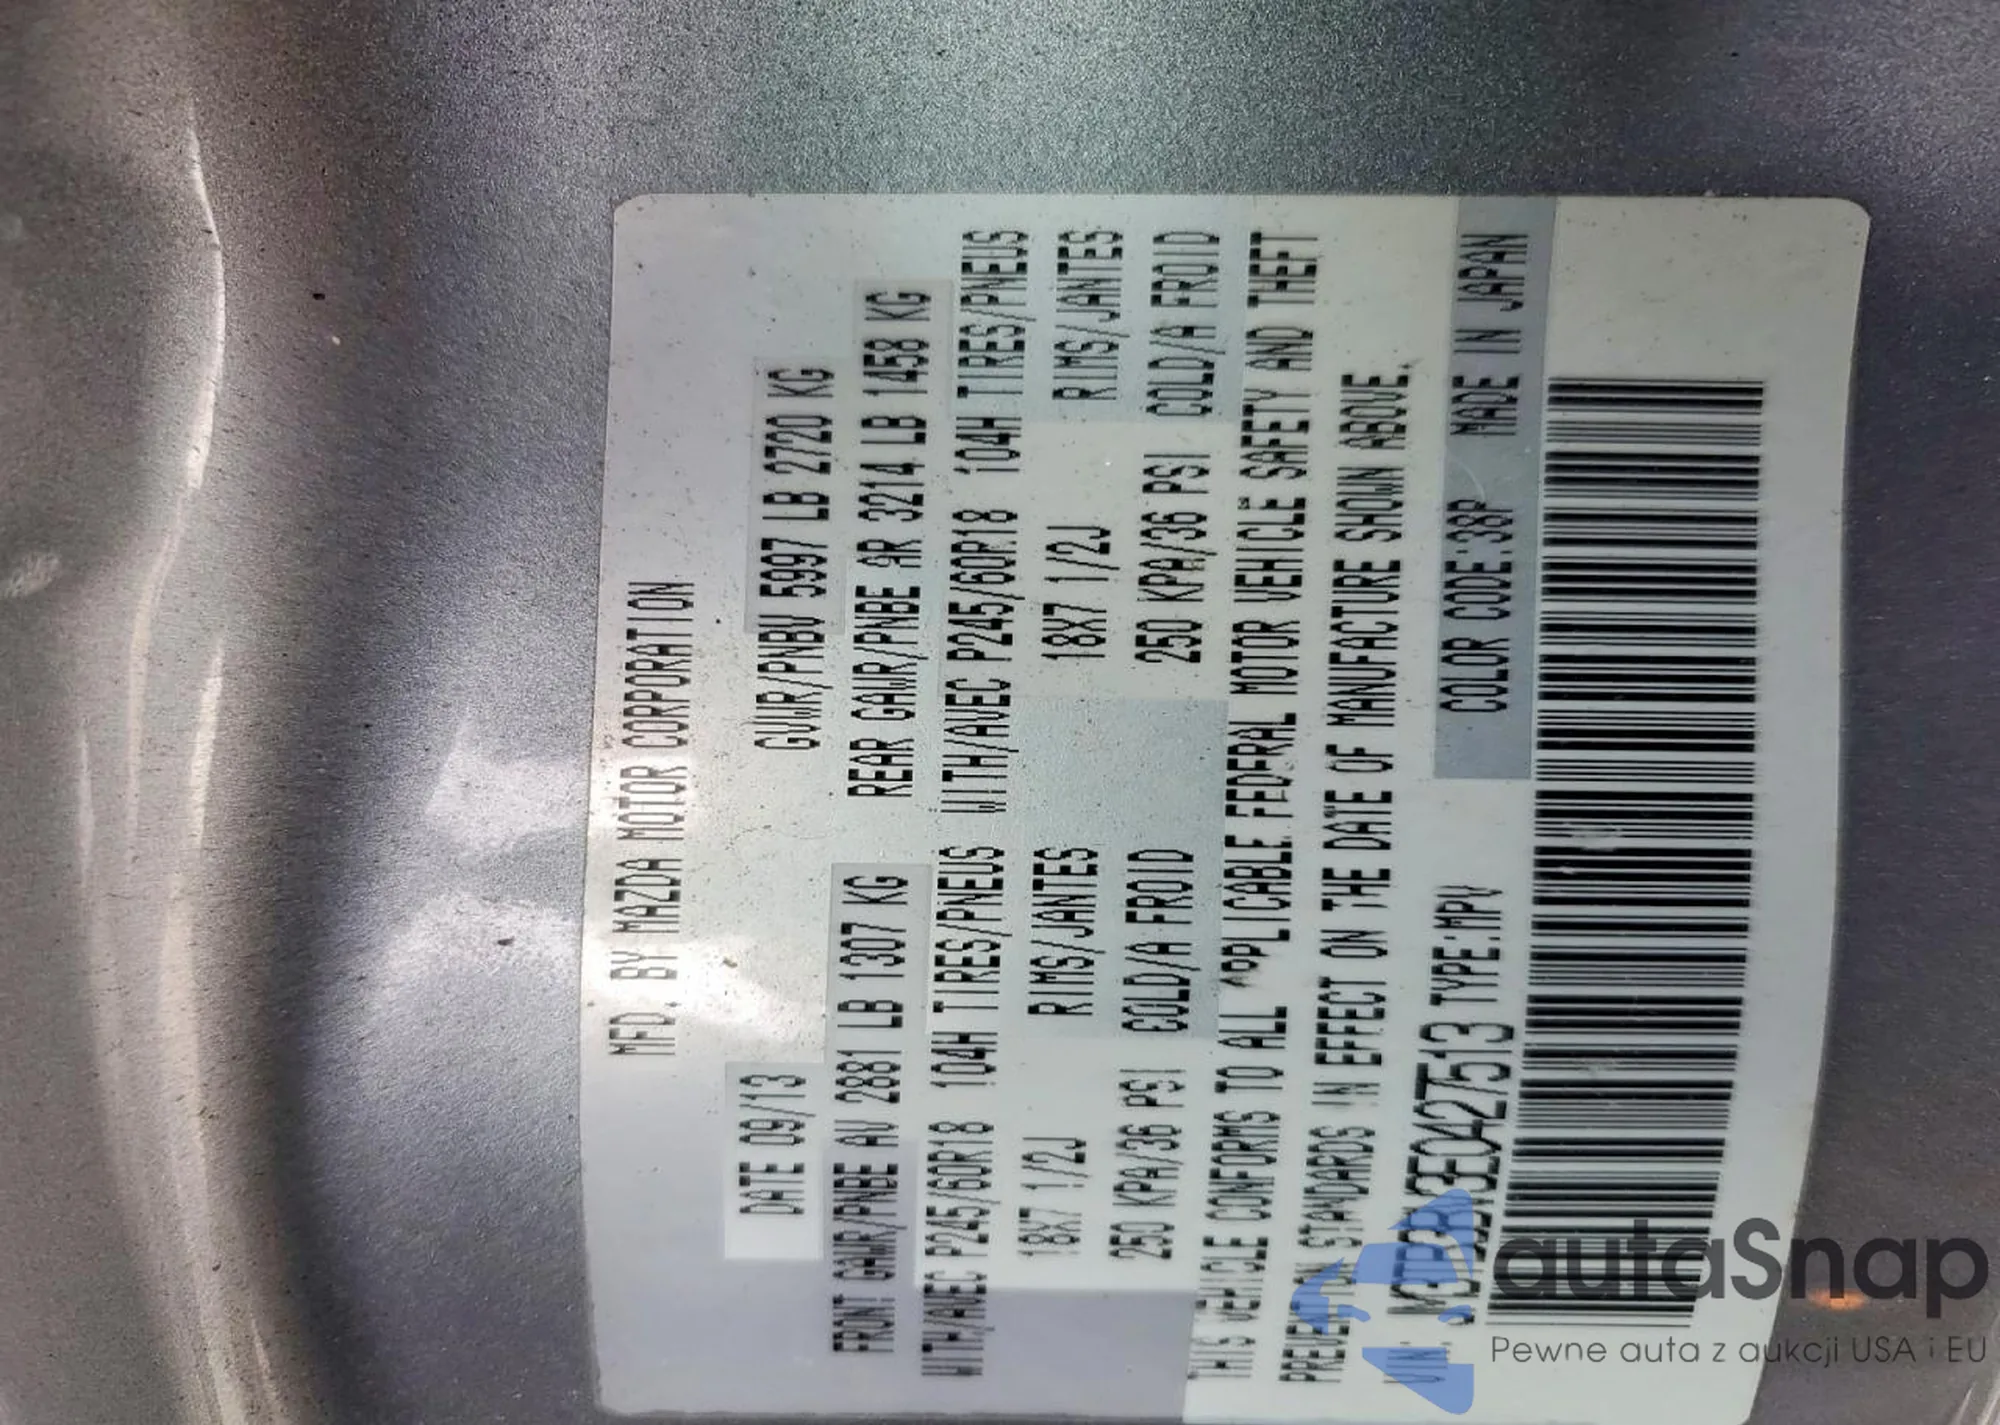 MFD. BY MAZDA MOTOR CORPORATION
DATE 09/13 GVWR/PNBV 5997 LB 2720 KG
FRONT GAWR/PNBE AV 2881 LB 1307 KG REAR GAWR/PNBE AR 3214 LB 1458 KG
WITH/AVEC P245/60R18 104H TIRES/PNEUS WITH/AVEC P245/60R18 104H TIRES/PNEUS
18X7 1/2J RIMS/JANTES 18X7 1/2J RIMS/JANTES
250 KPA/36 PSI COLD/A FROID 250 KPA/36 PSI COLD/A FROID
THIS VEHICLE CONFORMS TO ALL APPLICABLE FEDERAL MOTOR VEHICLE SAFETY AND THEFT
PREVENTION STANDARDS IN EFFECT ON THE DATE OF MANUFACTURE SHOWN ABOVE.
VIN: TYPE:MPV COLOR CODE:38P MADE IN JAPAN
autaSnap
Pewne auta z aukcji USA i EU